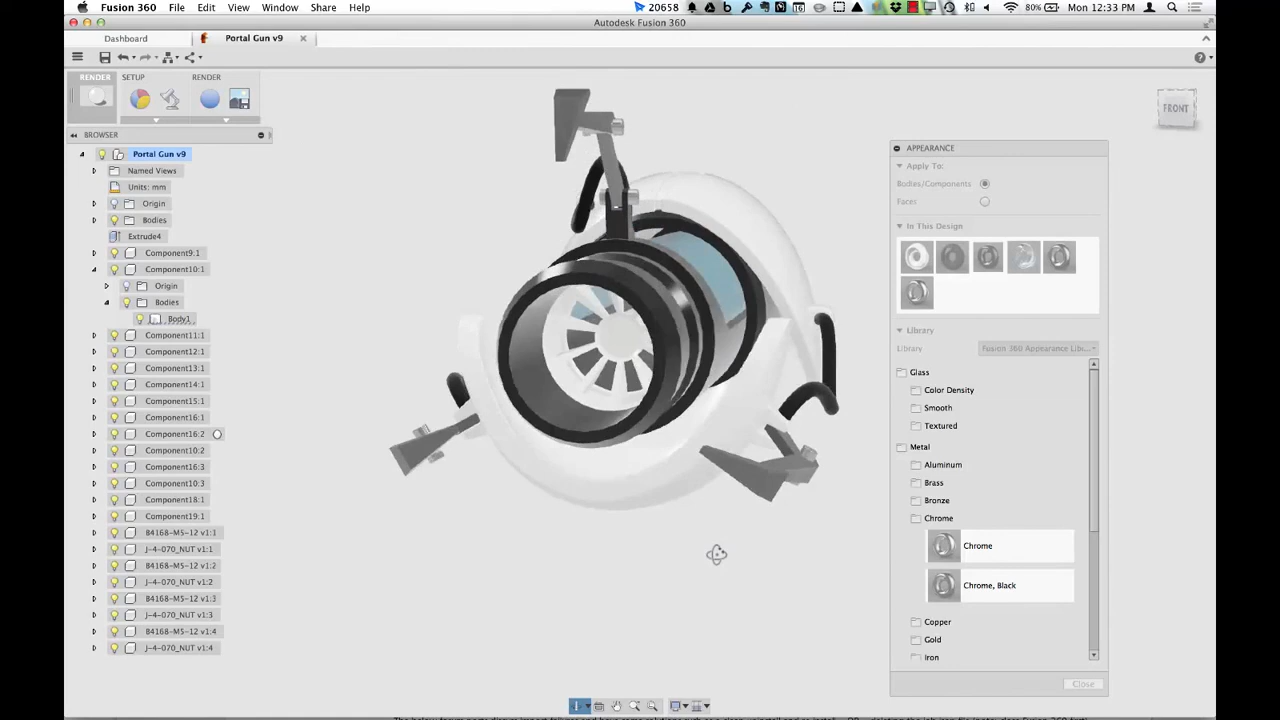 Fusion 360 File Edit View Window Share Help 20658 80% Mon 12:33 PM
Autodesk Fusion 360
Dashboard Portal Gun v9
RENDER SETUP RENDER
BROWSER
Portal Gun v9
Named Views
Units: mm
Origin
Bodies
Extrude4
Component9:1
Component10:1
Origin
Bodies
Body1
Component11:1
Component12:1
Component13:1
Component14:1
Component15:1
Component16:1
Component16:2
Component10:2
Component16:3
Component10:3
Component18:1
Component19:1
B4168-M5-12 v1:1
J-4-070_NUT v1:1
B4168-M5-12 v1:2
J-4-070_NUT v1:2
B4168-M5-12 v1:3
J-4-070_NUT v1:3
B4168-M5-12 v1:4
J-4-070_NUT v1:4
FRONT
APPEARANCE
Apply To:
Bodies/Components
Faces
In This Design
Library
Library Fusion 360 Appearance Libr...
Glass
Color Density
Smooth
Textured
Metal
Aluminum
Brass
Bronze
Chrome
Chrome
Chrome, Black
Copper
Gold
Iron
Close